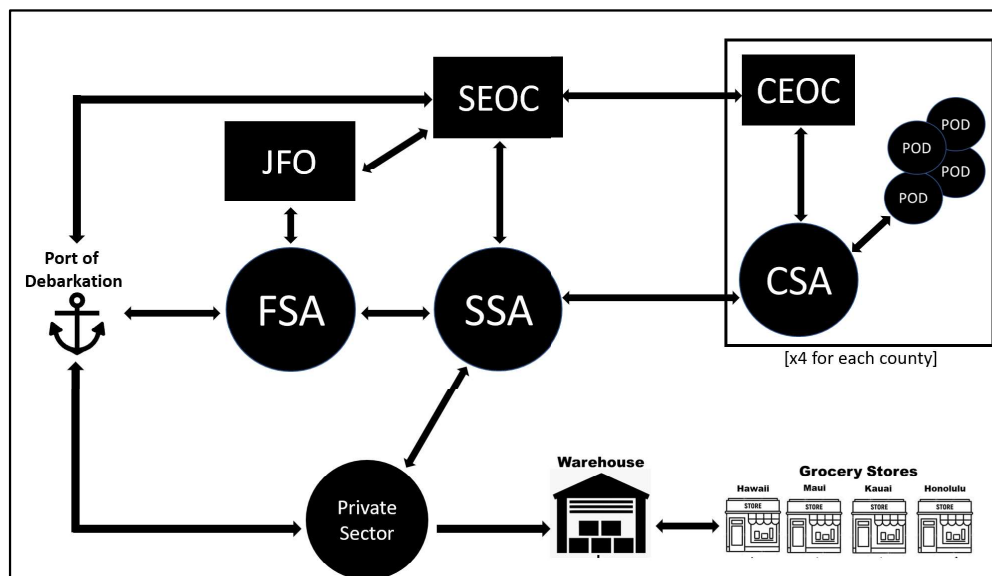 SEOC
CEOC
JFO
POD
POD
POD
POD
Port of
Debarkation
FSA
SSA
CSA
[x4 for each county]
Private
Sector
Warehouse
Grocery Stores
Hawaii
Maui
Kauai
Honolulu
STORE
STORE
STORE
STORE